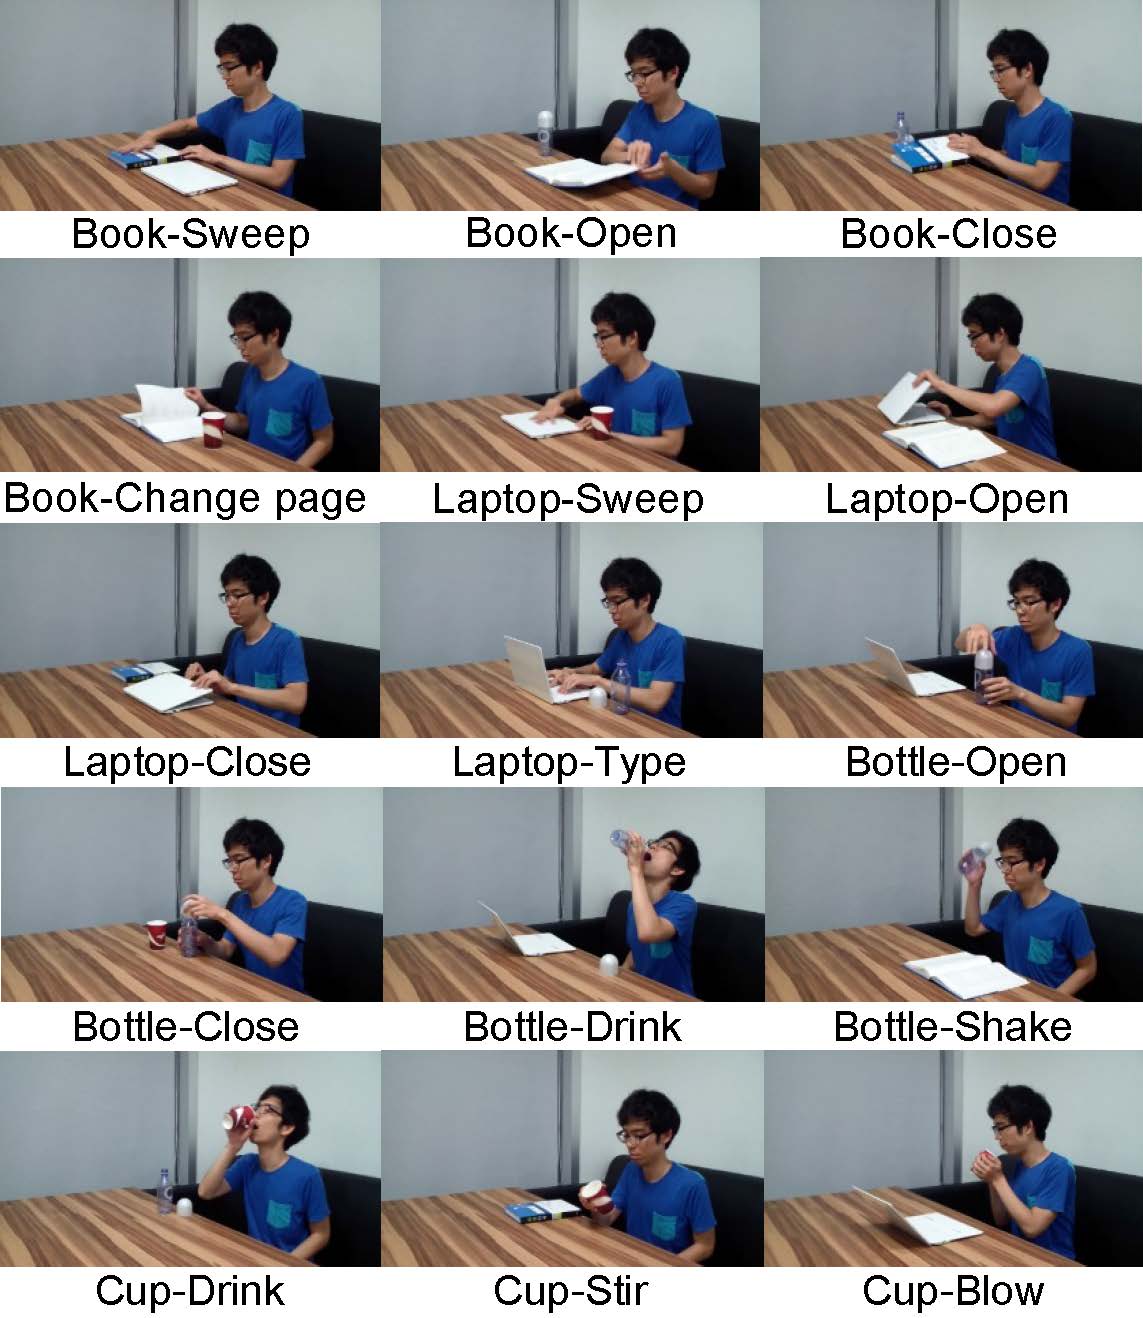 Book-Sweep
Book-Open
Book-Close
Book-Change page
Laptop-Sweep
Laptop-Open
Laptop-Close
Laptop-Type
Bottle-Open
Bottle-Close
Bottle-Drink
Bottle-Shake
Cup-Drink
Cup-Stir
Cup-Blow